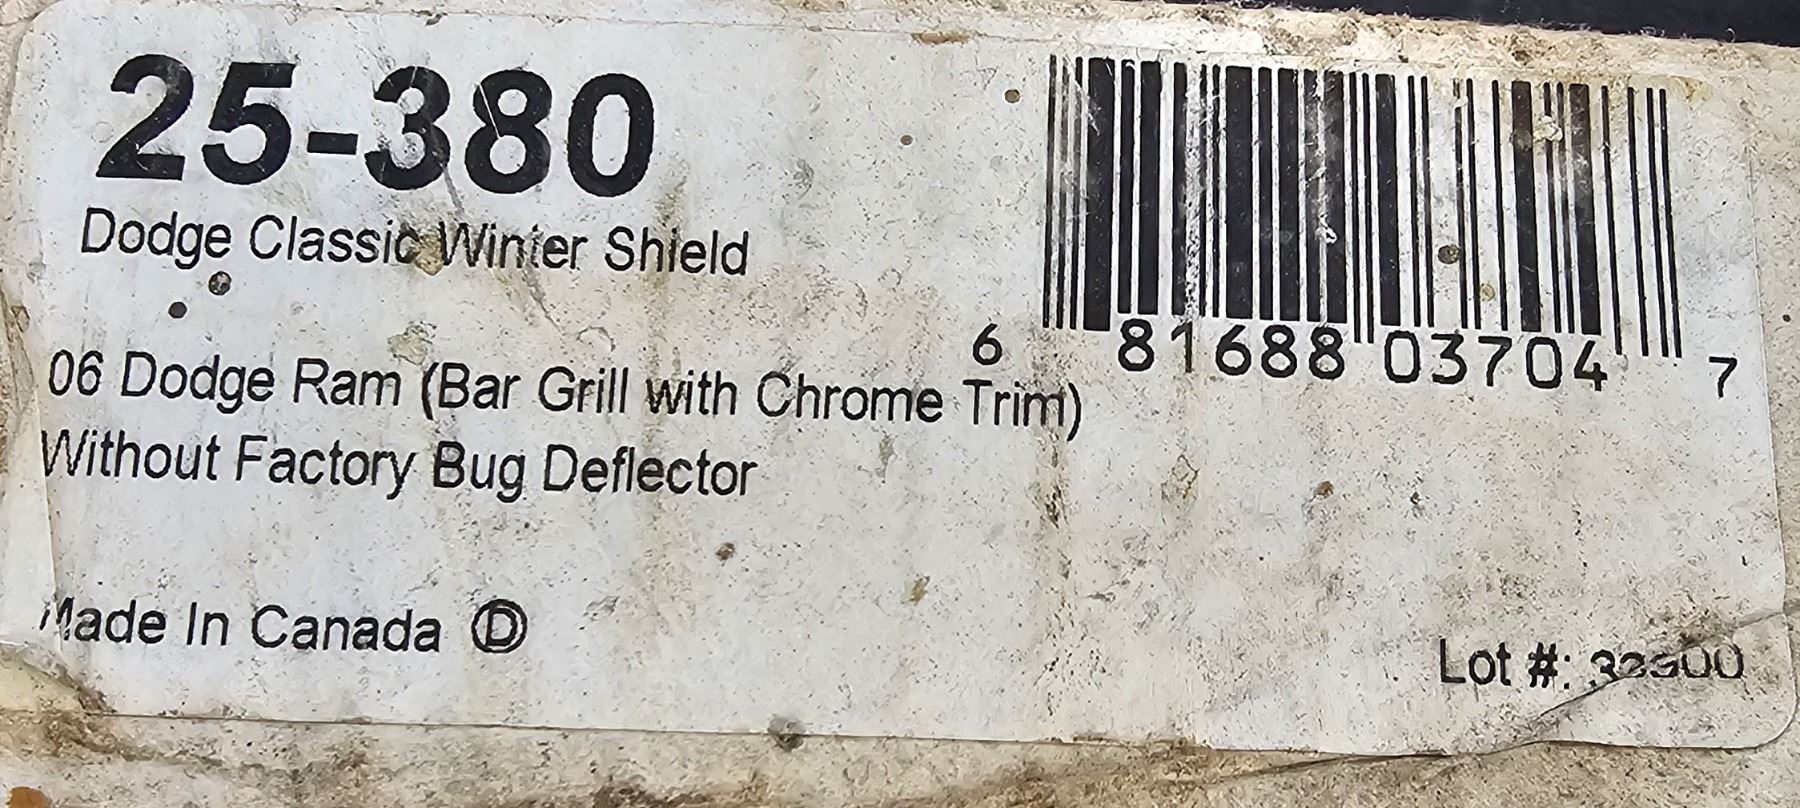 25-380
Dodge Classic Winter Shield
6 81688 03704 7
06 Dodge Ram (Bar Grill with Chrome Trim)
Without Factory Bug Deflector
Made In Canada Ⓓ
Lot #: